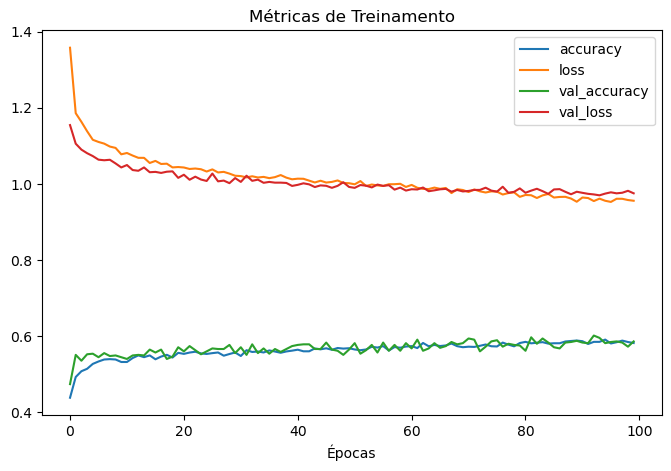 Métricas de Treinamento
1.4
1.2
1.0
0.8
0.6
0.4
accuracy
loss
val_accuracy
val_loss
0 20 40 60 80 100
Épocas